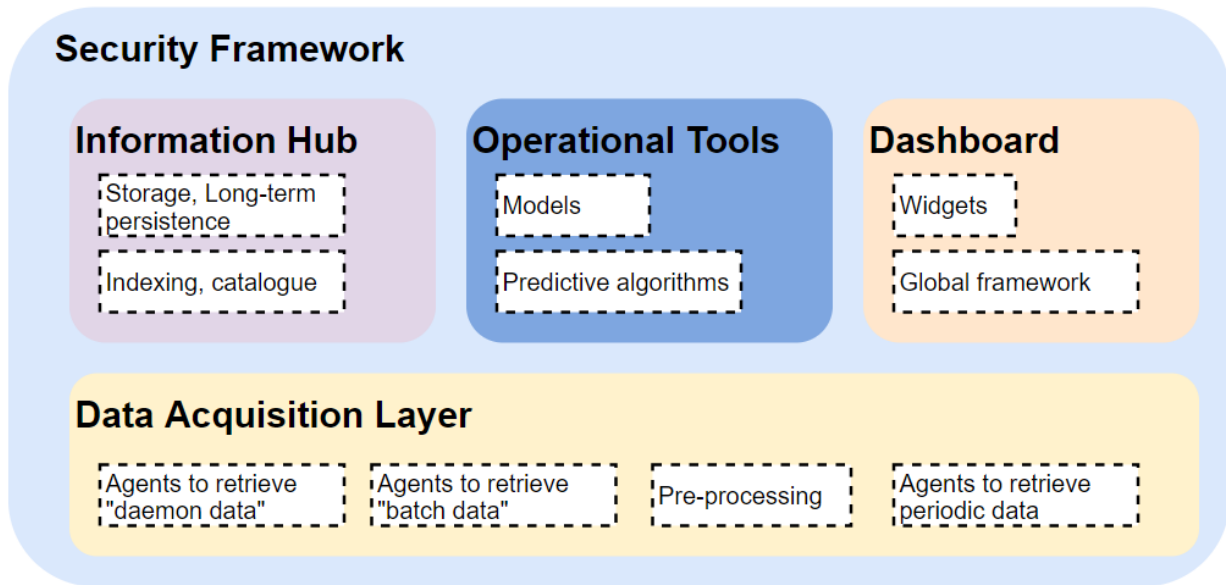 Security Framework
Information Hub
Storage, Long-term
persistence
Indexing, catalogue
Operational Tools
Models
Predictive algorithms
Dashboard
Widgets
Global framework
Data Acquisition Layer
Agents to retrieve
"daemon data"
Agents to retrieve
"batch data"
Pre-processing
Agents to retrieve
periodic data